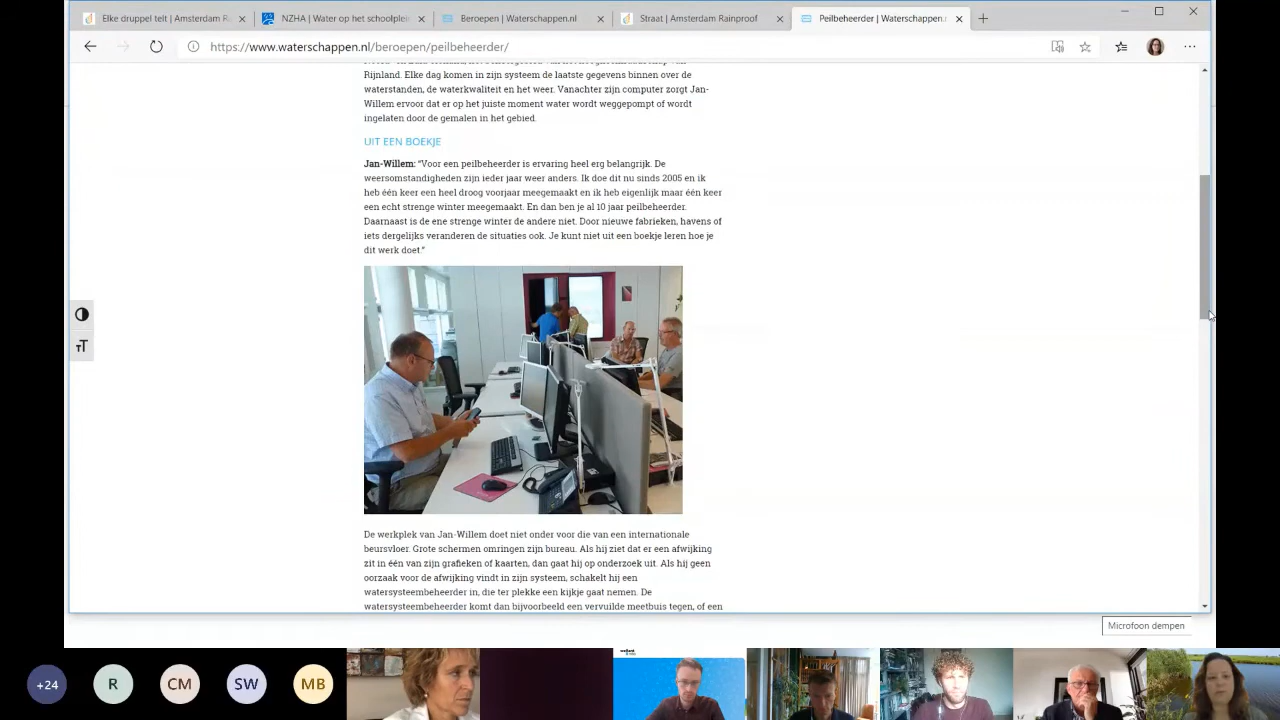 Elke druppel telt | Amsterdam R
NZHA | Water op het schoolplei
Beroepen | Waterschappen.nl
Straat | Amsterdam Rainproof
Peilbeheerder | Waterschappen.
https://www.waterschappen.nl/beroepen/peilbeheerder/
Rijnland. Elke dag komen in zijn systeem de laatste gegevens binnen over de
waterstanden, de waterkwaliteit en het weer. Vanachter zijn computer zorgt Jan-
Willem ervoor dat er op het juiste moment water wordt weggepompt of wordt
ingelaten door de gemalen in het gebied.
UIT EEN BOEKJE
Jan-Willem: “Voor een peilbeheerder is ervaring heel erg belangrijk. De
weersomstandigheden zijn ieder jaar weer anders. Ik doe dit nu sinds 2005 en ik
heb één keer een heel droog voorjaar meegemaakt en ik heb eigenlijk maar één keer
een echt strenge winter meegemaakt. En dan ben je al 10 jaar peilbeheerder.
Daarnaast is de ene strenge winter de andere niet. Door nieuwe fabrieken, havens of
iets dergelijks veranderen de situaties ook. Je kunt niet uit een boekje leren hoe je
dit werk doet.”
De werkplek van Jan-Willem doet niet onder voor die van een internationale
beursvloer. Grote schermen omringen zijn bureau. Als hij ziet dat er een afwijking
zit in één van zijn grafieken of kaarten, dan gaat hij op onderzoek uit. Als hij geen
oorzaak voor de afwijking vindt in zijn systeem, schakelt hij een
watersysteembeheerder in, die ter plekke een kijkje gaat nemen. De
watersysteembeheerder komt dan bijvoorbeeld een vervuilde meetbuis tegen, of een
Microfoon dempen
+24
R
CM
SW
MB